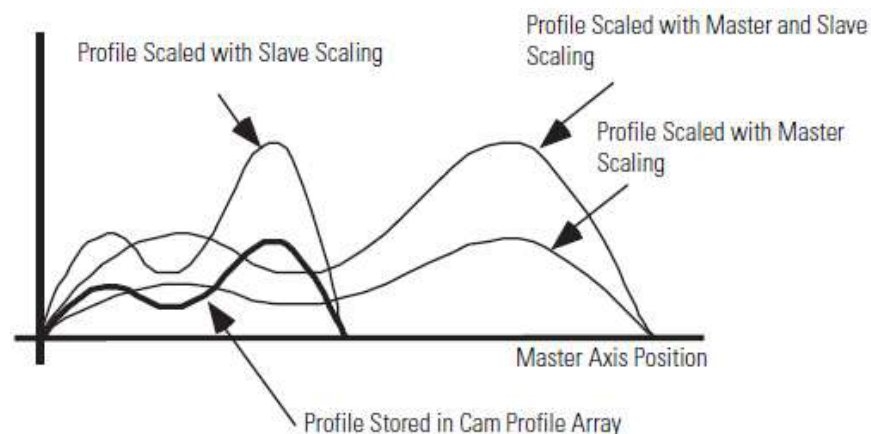 Profile Scaled with Slave Scaling
Profile Scaled with Master and Slave
Scaling
Profile Scaled with Master
Scaling
Master Axis Position
Profile Stored in Cam Profile Array